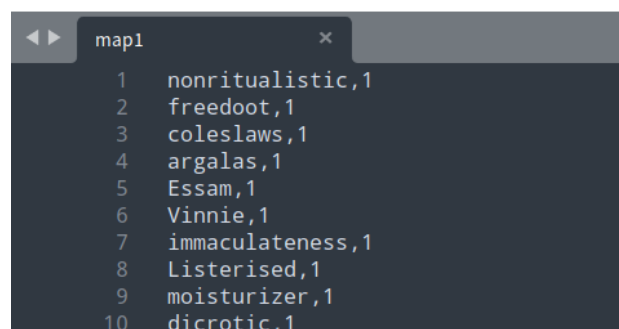 map1
1 nonritualistic,1
2 freedoot,1
3 coleslaws,1
4 argalas,1
5 Essam,1
6 Vinnie,1
7 immaculateness,1
8 Listerised,1
9 moisturizer,1
10 dicrotic,1